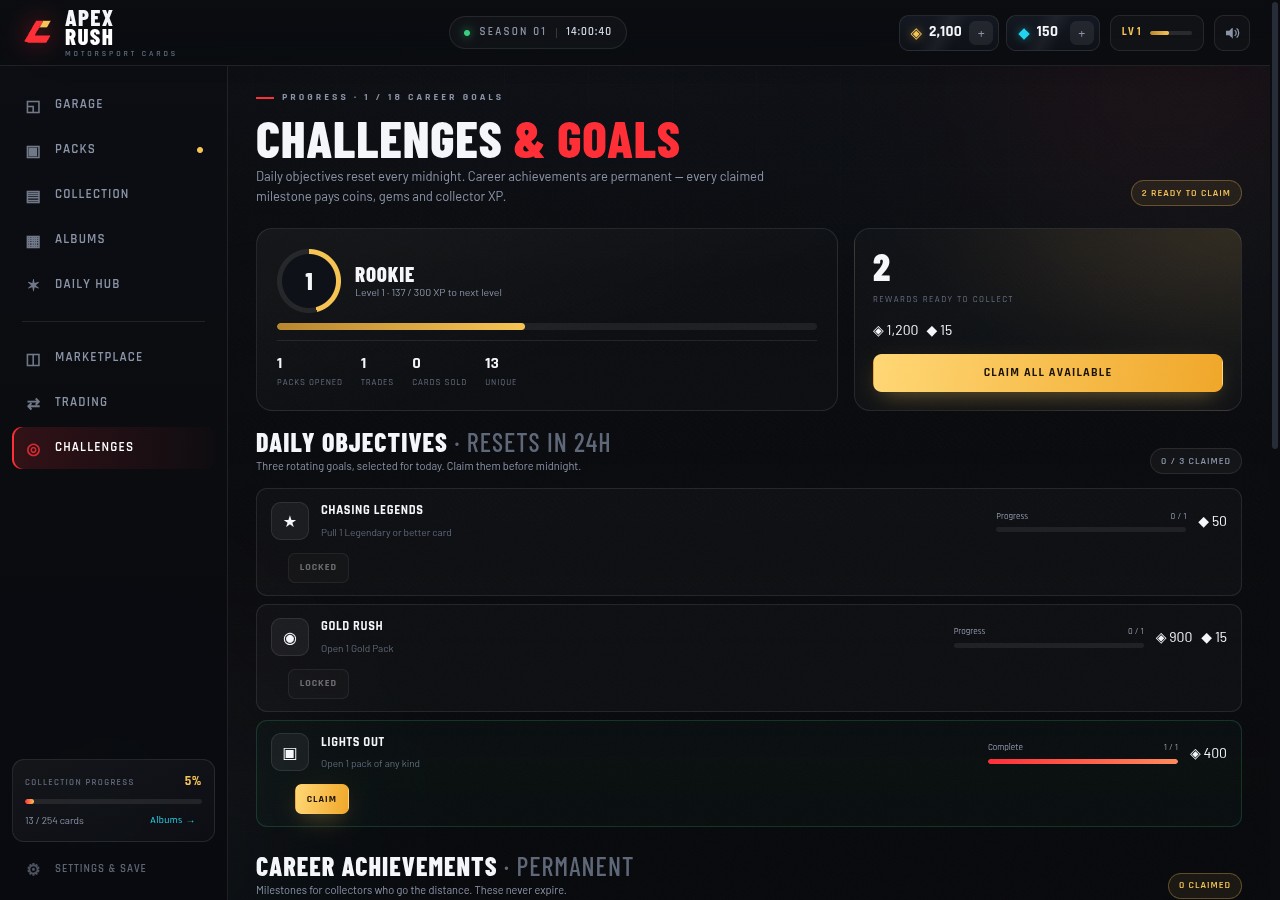 APEX
RUSH
MOTORSPORT CARDS
SEASON 01 | 14:00:40
2,100 +
150 +
LV 1
GARAGE
PACKS
COLLECTION
ALBUMS
DAILY HUB
MARKETPLACE
TRADING
CHALLENGES
COLLECTION PROGRESS 5%
13 / 254 cards Albums →
SETTINGS & SAVE
PROGRESS · 1 / 18 CAREER GOALS
CHALLENGES & GOALS
Daily objectives reset every midnight. Career achievements are permanent — every claimed
milestone pays coins, gems and collector XP.
2 READY TO CLAIM
1
ROOKIE
Level 1 · 137 / 300 XP to next level
1 1 0 13
PACKS OPENED TRADES CARDS SOLD UNIQUE
2
REWARDS READY TO COLLECT
◈ 1,200 ◆ 15
CLAIM ALL AVAILABLE
DAILY OBJECTIVES · RESETS IN 24H
Three rotating goals, selected for today. Claim them before midnight.
0 / 3 CLAIMED
CHASING LEGENDS
Pull 1 Legendary or better card
Progress 0 / 1
◆ 50
LOCKED
GOLD RUSH
Open 1 Gold Pack
Progress 0 / 1
◈ 900 ◆ 15
LOCKED
LIGHTS OUT
Open 1 pack of any kind
Complete 1 / 1
◈ 400
CLAIM
CAREER ACHIEVEMENTS · PERMANENT
Milestones for collectors who go the distance. These never expire.
0 CLAIMED